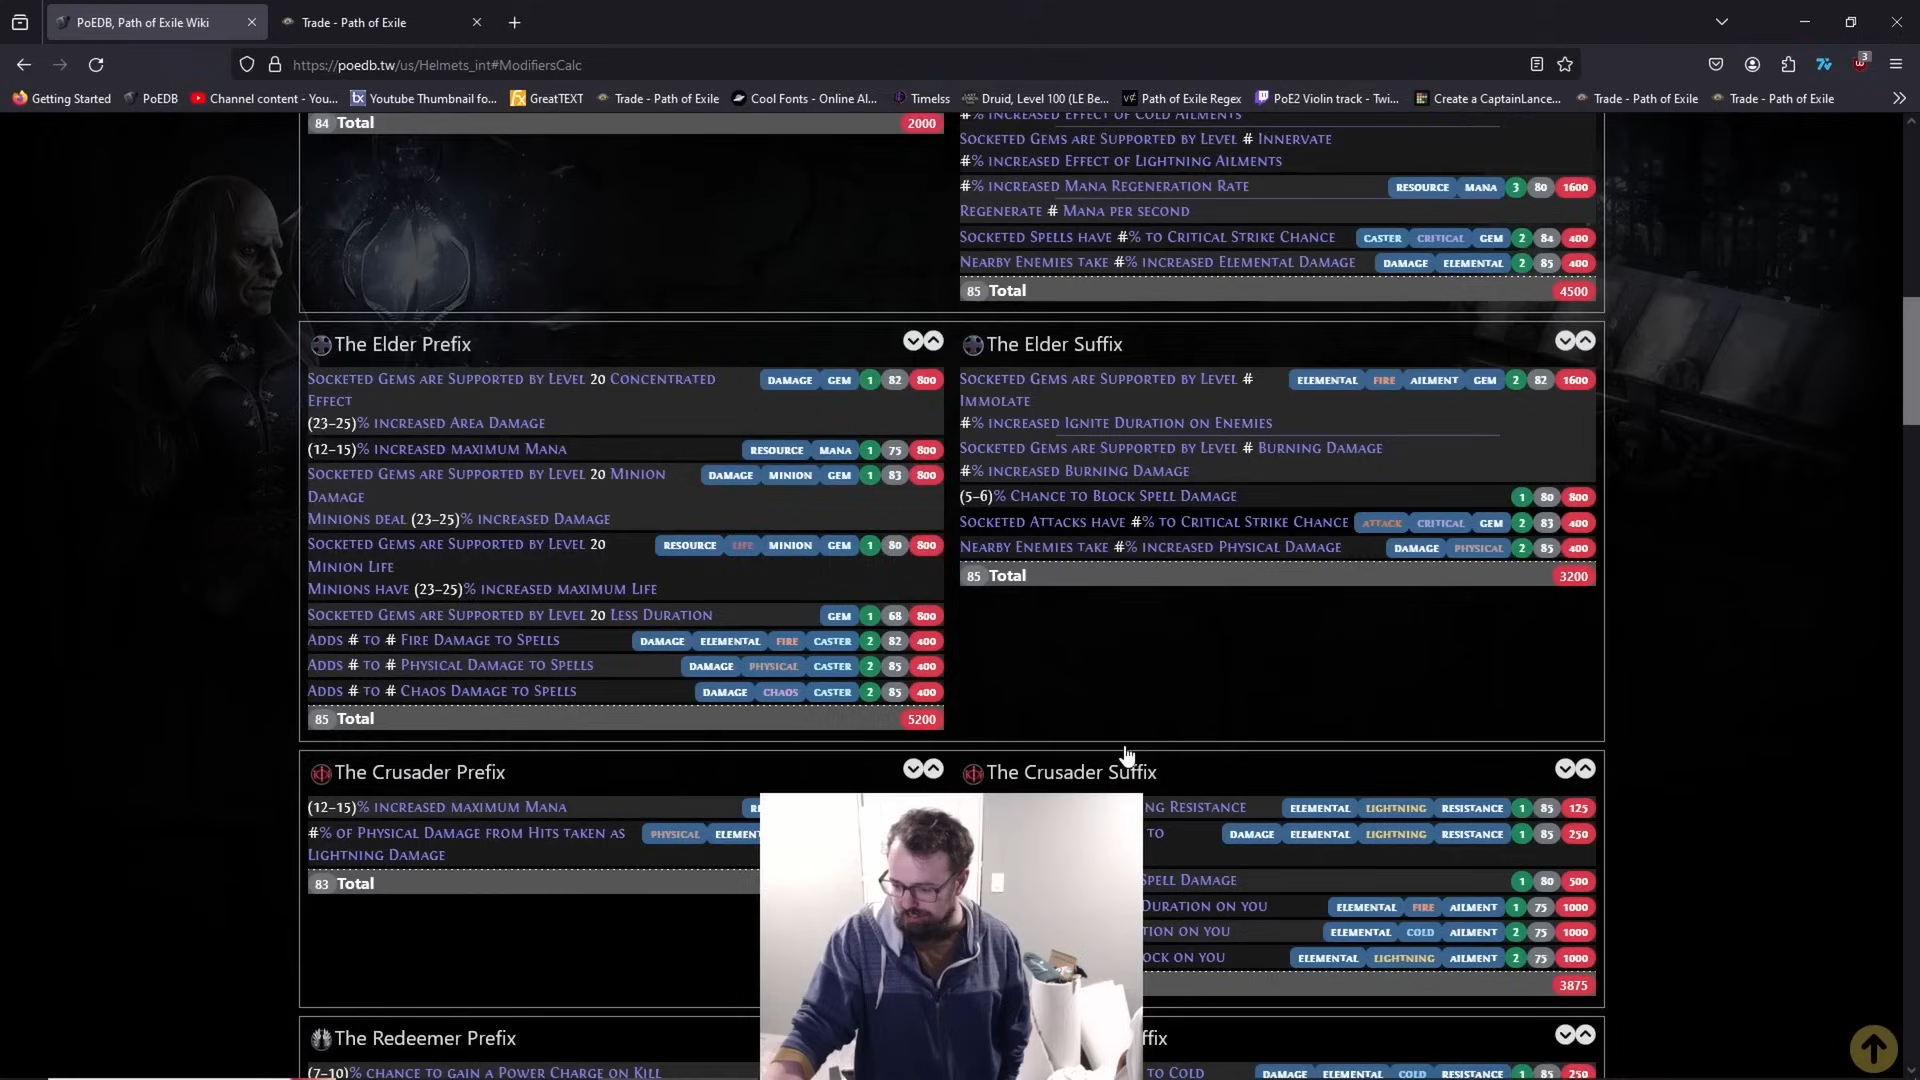 PoEDB, Path of Exile Wiki
Trade - Path of Exile
https://poedb.tw/us/Helmets_int#ModifiersCalc
3
Getting Started
PoEDB
Channel content - You...
Youtube Thumbnail fo...
GreatTEXT
Trade - Path of Exile
Cool Fonts - Online Al...
Timelss
Druid, Level 100 (LE Be...
Path of Exile Regex
PoE2 Violin track - Twi...
Create a CaptainLance...
Trade - Path of Exile
Trade - Path of Exile
84 Total 2000
#% increased Effect of Cold Ailments
Socketed Gems are Supported by Level # Innervate
#% increased Effect of Lightning Ailments
#% increased Mana Regeneration Rate RESOURCE MANA 3 80 1600
Regenerate # Mana per second
Socketed Spells have #% to Critical Strike Chance CASTER CRITICAL GEM 2 84 400
Nearby Enemies take #% increased Elemental Damage DAMAGE ELEMENTAL 2 85 400
85 Total 4500
The Elder Prefix
Socketed Gems are Supported by Level 20 Concentrated DAMAGE GEM 1 82 800
Effect
(23–25)% increased Area Damage
(12–15)% increased maximum Mana RESOURCE MANA 1 75 800
Socketed Gems are Supported by Level 20 Minion DAMAGE MINION GEM 1 83 800
Damage
Minions deal (23–25)% increased Damage
Socketed Gems are Supported by Level 20 RESOURCE LIFE MINION GEM 1 80 800
Minion Life
Minions have (23–25)% increased maximum Life
Socketed Gems are Supported by Level 20 Less Duration GEM 1 68 800
Adds # to # Fire Damage to Spells DAMAGE ELEMENTAL FIRE CASTER 2 82 400
Adds # to # Physical Damage to Spells DAMAGE PHYSICAL CASTER 2 85 400
Adds # to # Chaos Damage to Spells DAMAGE CHAOS CASTER 2 85 400
85 Total 5200
The Elder Suffix
Socketed Gems are Supported by Level # ELEMENTAL FIRE AILMENT GEM 2 82 1600
Immolate
#% increased Ignite Duration on Enemies
Socketed Gems are Supported by Level # Burning Damage
#% increased Burning Damage
(5–6)% Chance to Block Spell Damage 1 80 800
Socketed Attacks have #% to Critical Strike Chance ATTACK CRITICAL GEM 2 83 400
Nearby Enemies take #% increased Physical Damage DAMAGE PHYSICAL 2 85 400
85 Total 3200
The Crusader Prefix
(12–15)% increased maximum Mana
#% of Physical Damage from Hits taken as PHYSICAL
Lightning Damage
83 Total
The Crusader Suffix
Resistance ELEMENTAL LIGHTNING RESISTANCE 1 85 125
to DAMAGE ELEMENTAL LIGHTNING RESISTANCE 1 85 250
Spell Damage 1 80 500
Duration on you ELEMENTAL FIRE AILMENT 1 75 1000
on you ELEMENTAL COLD AILMENT 2 75 1000
on you ELEMENTAL LIGHTNING AILMENT 2 75 1000
3875
The Redeemer Prefix
(7–10)% chance to gain a Power Charge on Kill
to Cold DAMAGE ELEMENTAL COLD RESISTANCE 1 85 250